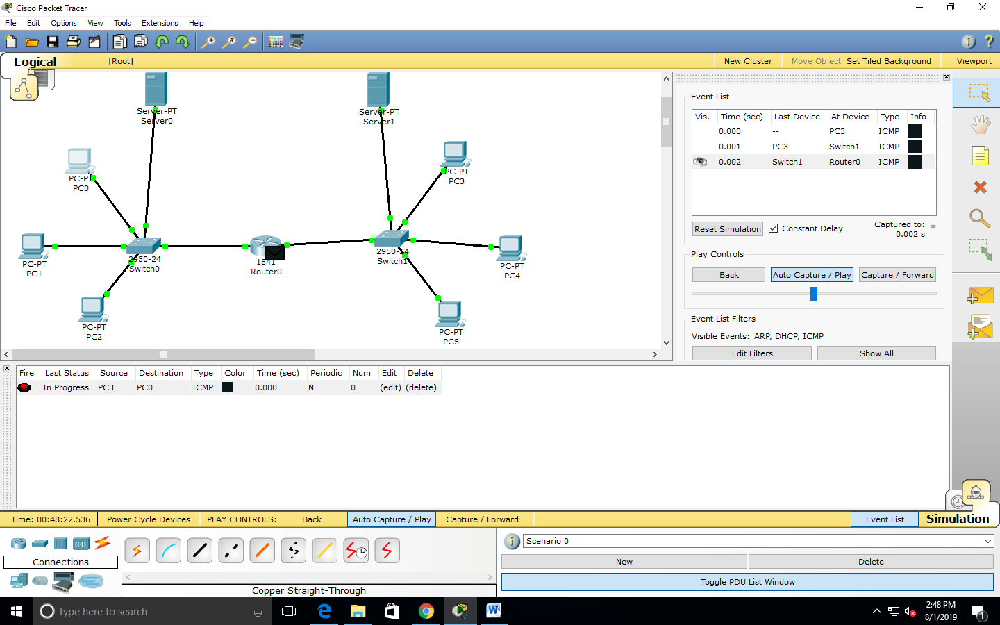 Cisco Packet Tracer
File Edit Options View Tools Extensions Help
Logical [Root] New Cluster Move Object Set Tiled Background Viewport
Server-PT
Server0
Server-PT
Server1
PC-PT
PC0
PC-PT
PC3
PC-PT
PC1
2950-24
Switch0
1841
Router0
2950-24
Switch1
PC-PT
PC4
PC-PT
PC2
PC-PT
PC5
Event List
Vis. Time (sec) Last Device At Device Type Info
0.000 -- PC3 ICMP
0.001 PC3 Switch1 ICMP
0.002 Switch1 Router0 ICMP
Reset Simulation Constant Delay Captured to: *
0.002 s
Play Controls
Back Auto Capture / Play Capture / Forward
Event List Filters
Visible Events: ARP, DHCP, ICMP
Edit Filters Show All
Fire Last Status Source Destination Type Color Time (sec) Periodic Num Edit Delete
In Progress PC3 PC0 ICMP 0.000 N 0 (edit) (delete)
Time: 00:48:22.536 Power Cycle Devices PLAY CONTROLS: Back Auto Capture / Play Capture / Forward Event List Simulation
Connections
Copper Straight-Through
Scenario 0
New Delete
Toggle PDU List Window
Type here to search
2:48 PM
8/1/2019
1